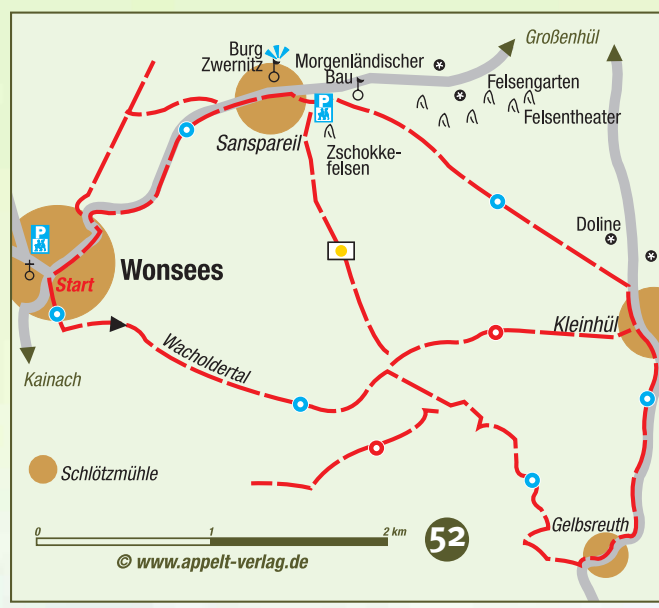 Großenhül
Burg
Zwernitz
Morgenländischer
Bau
Felsengarten
Felsentheater
P
Sanspareil
Zschokke-
felsen
P
Doline
Start
Wonsees
Kleinhül
Wacholdertal
Kainach
Schlötzmühle
Gelbsreuth
0 1 2 km
52
© www.appelt-verlag.de